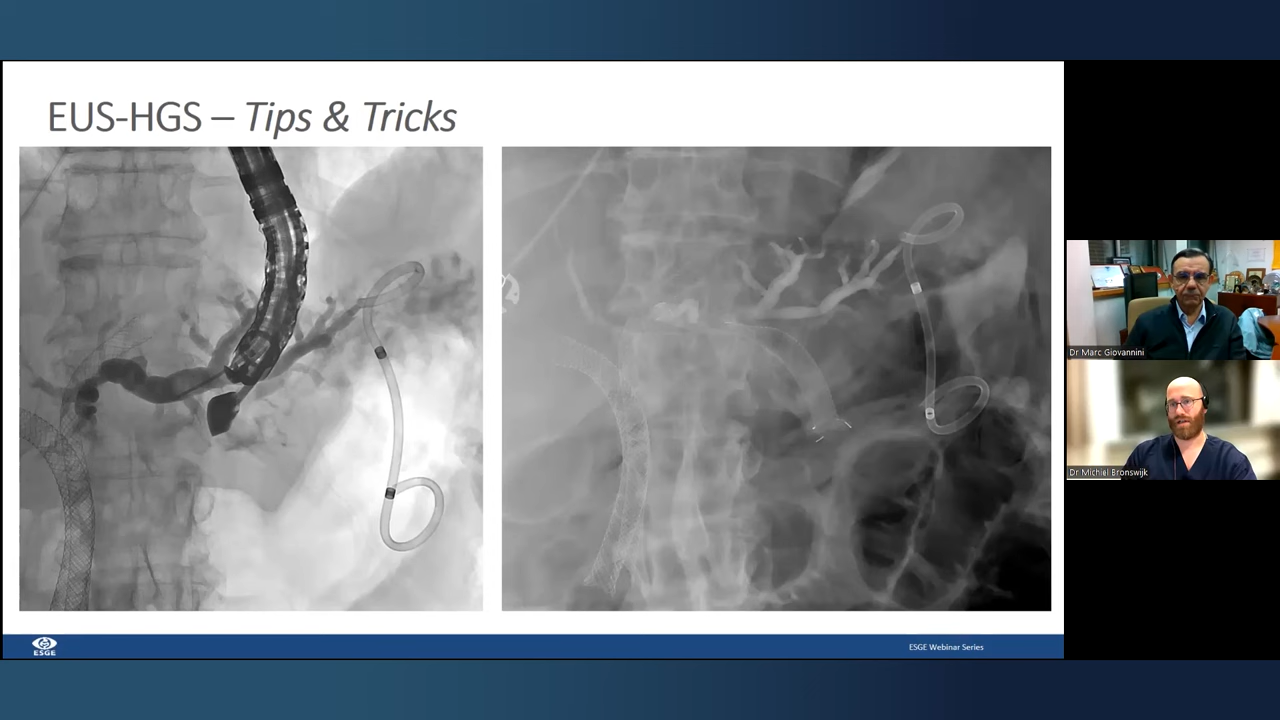 EUS-HGS – Tips & Tricks
Dr Marc Giovannini
Dr Michiel Bronswijk
ESGE
ESGE Webinar Series